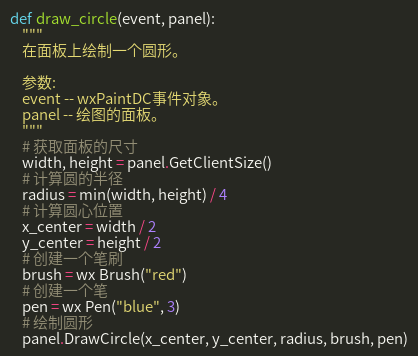 def draw_circle(event, panel):
"""
在面板上绘制一个圆形。
参数:
event -- wxPaintDC事件对象。
panel -- 绘图的面板。
"""
# 获取面板的尺寸
width, height = panel.GetClientSize()
# 计算圆的半径
radius = min(width, height) / 4
# 计算圆心位置
x_center = width / 2
y_center = height / 2
# 创建一个笔刷
brush = wx Brush("red")
# 创建一个笔
pen = wx Pen("blue", 3)
# 绘制圆形
panel.DrawCircle(x_center, y_center, radius, brush, pen)